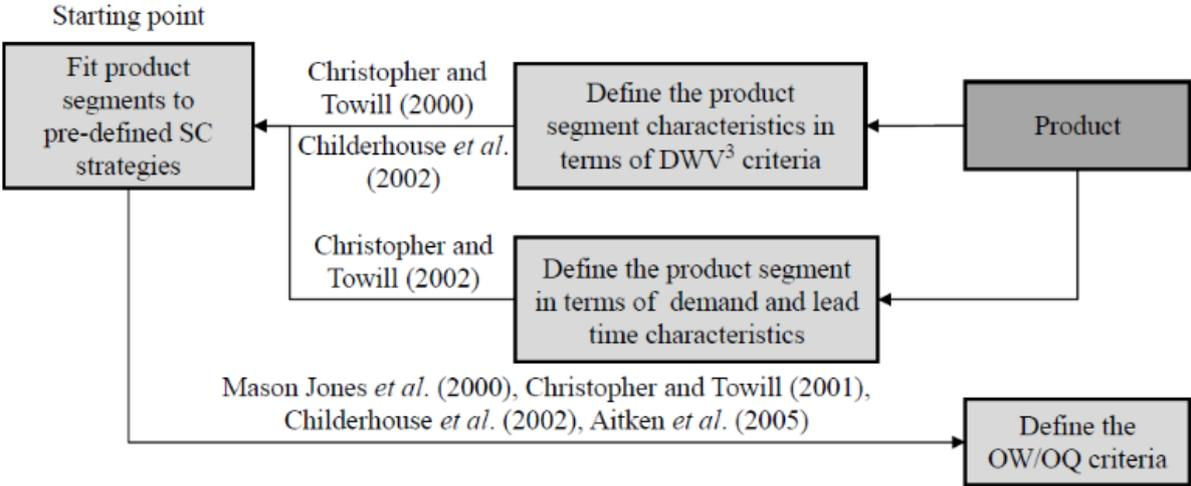 Starting point
Fit product
segments to
pre-defined SC
strategies
Christopher and
Towill (2000)
Childerhouse et al.
(2002)
Define the product
segment characteristics in
terms of DWV³ criteria
Product
Christopher and
Towill (2002)
Define the product segment
in terms of demand and lead
time characteristics
Mason Jones et al. (2000), Christopher and Towill (2001),
Childerhouse et al. (2002), Aitken et al. (2005)
Define the
OW/OQ criteria